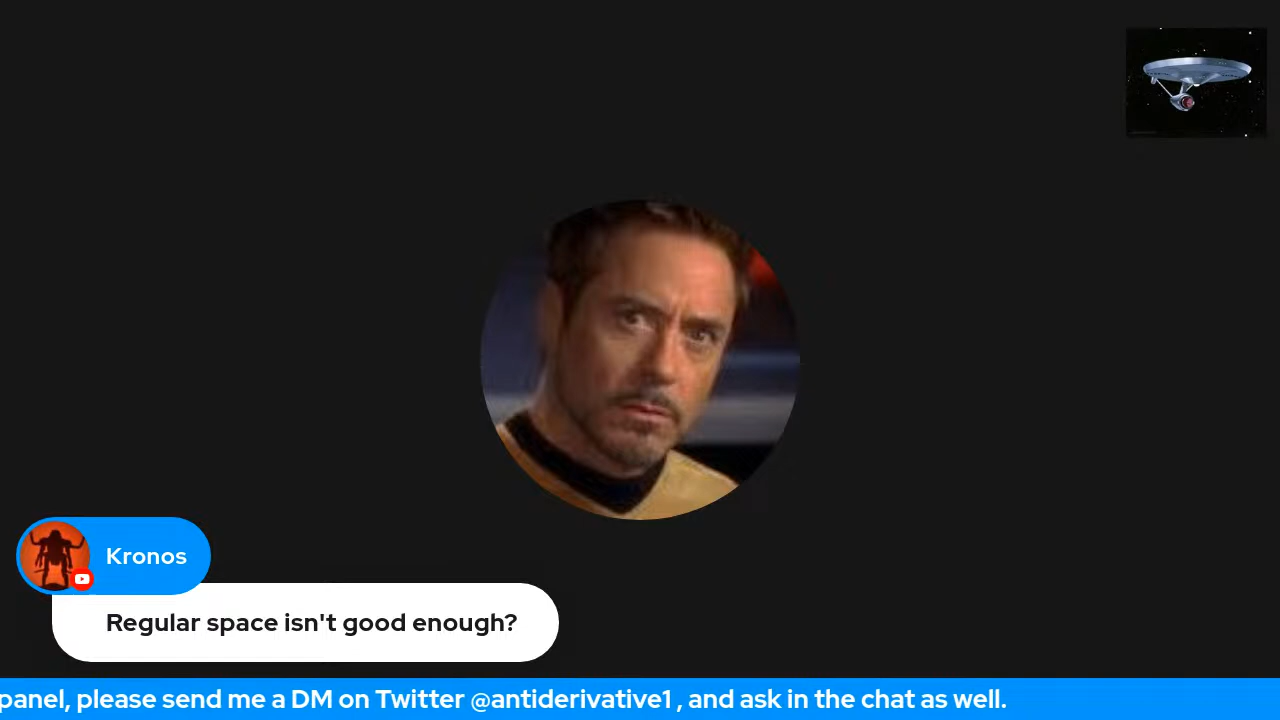 Kronos
Regular space isn't good enough?
panel, please send me a DM on Twitter @antiderivative1 , and ask in the chat as well.